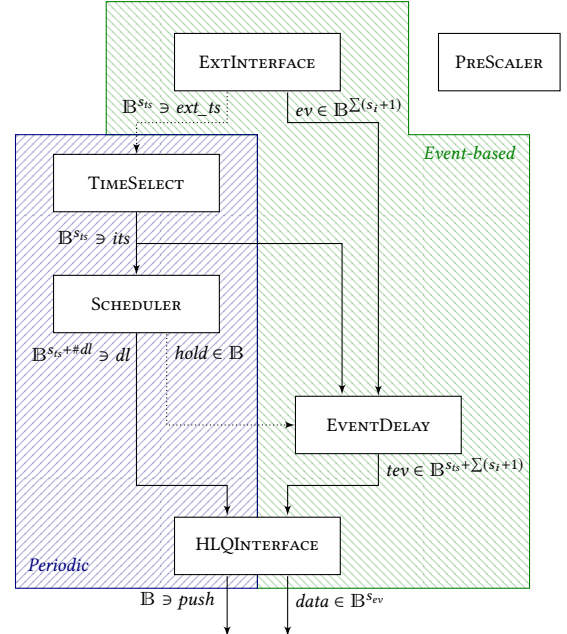 ExtInterface
PreScaler
𝔹^{s_{ts}} ∋ ext_ts
ev ∈ 𝔹^{∑(s_i+1)}
Event-based
TimeSelect
𝔹^{s_{ts}} ∋ its
Scheduler
𝔹^{s_{ts}+#dl} ∋ dl
hold ∈ 𝔹
EventDelay
tev ∈ 𝔹^{s_{ts}+∑(s_i+1)}
HLQInterface
Periodic
𝔹 ∋ push
data ∈ 𝔹^{s_{ev}}